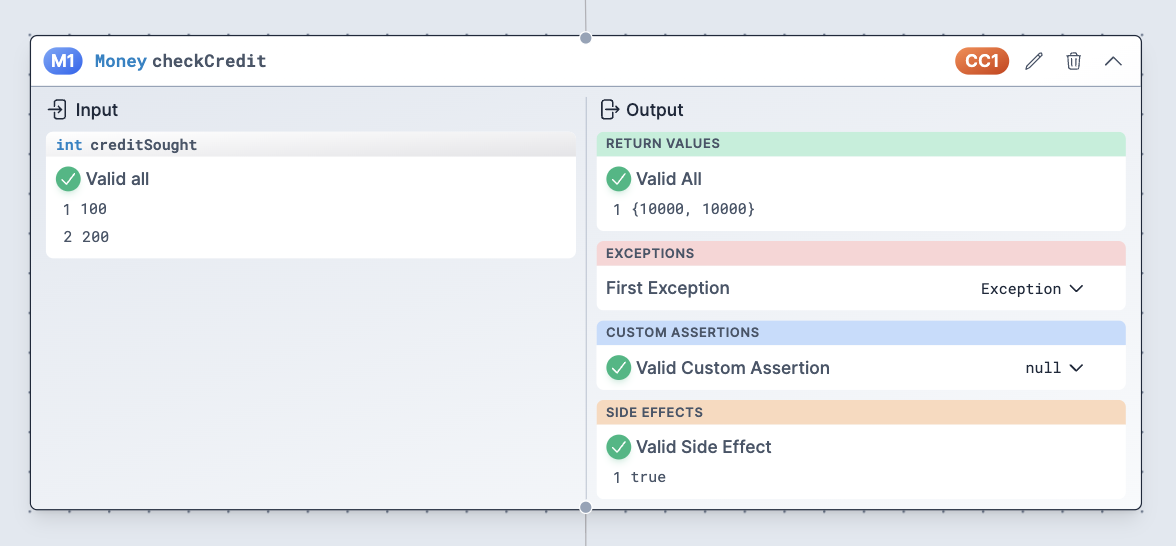 M1 Money checkCredit CC1
Input
int creditSought
Valid all
1 100
2 200
Output
RETURN VALUES
Valid All
1 {10000, 10000}
EXCEPTIONS
First Exception Exception
CUSTOM ASSERTIONS
Valid Custom Assertion null
SIDE EFFECTS
Valid Side Effect
1 true